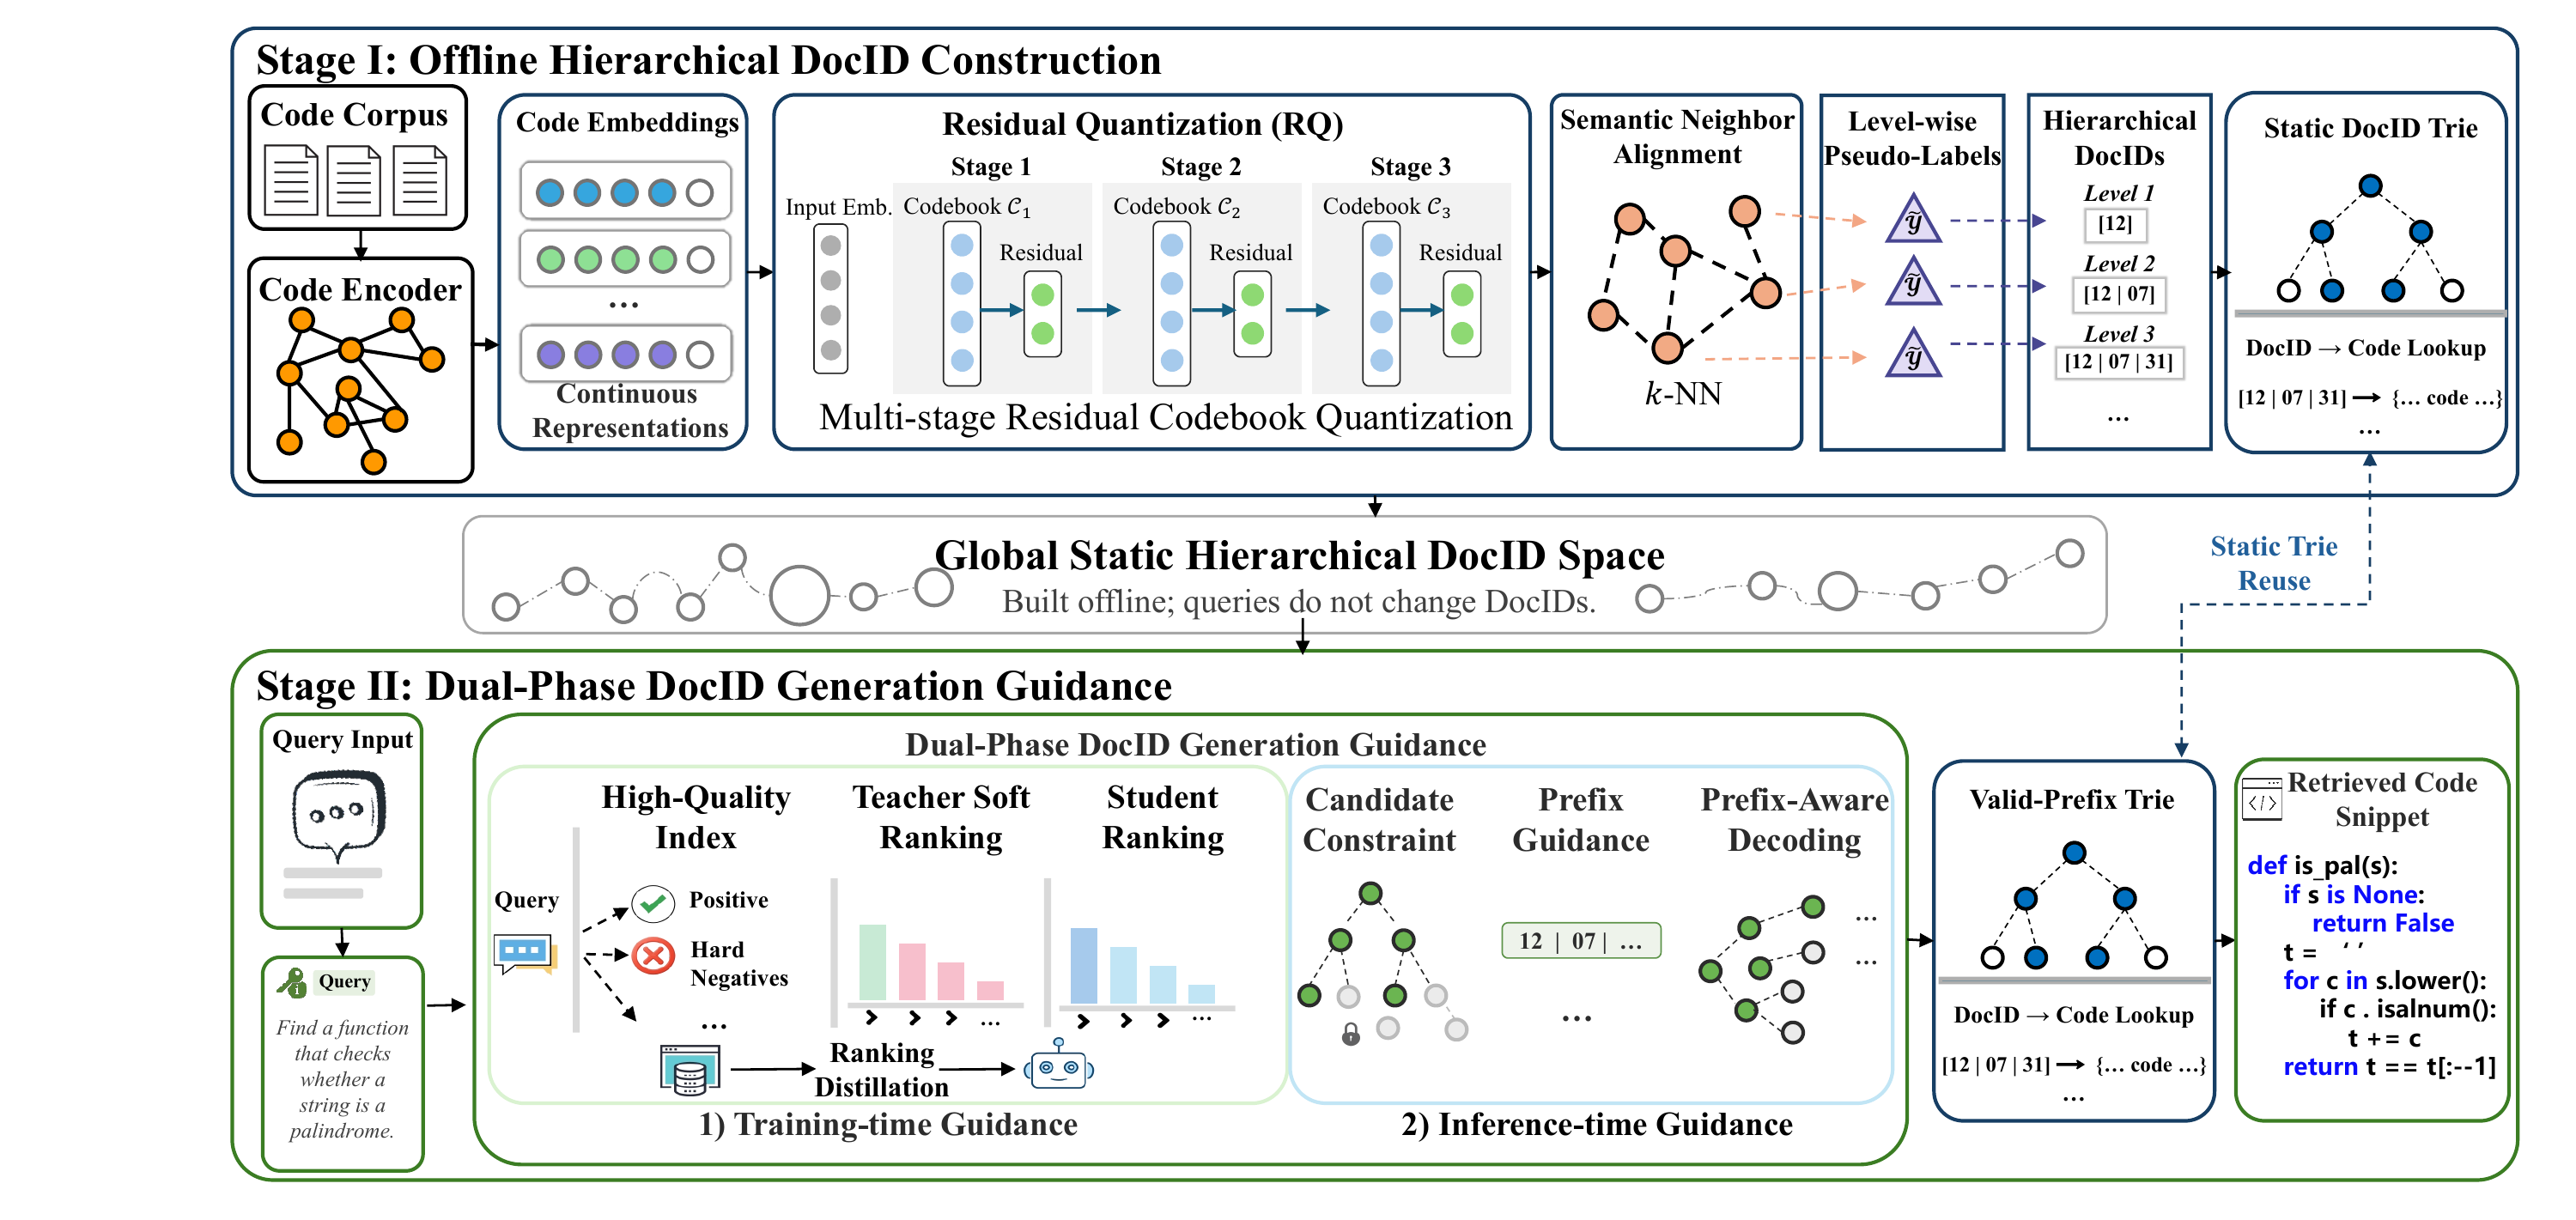 Stage I: Offline Hierarchical DocID Construction
Code Corpus
Code Encoder
Code Embeddings
...
Continuous
Representations
Residual Quantization (RQ)
Stage 1
Stage 2
Stage 3
Input Emb.
Codebook 𝒞₁
Codebook 𝒞₂
Codebook 𝒞₃
Residual
Residual
Residual
Multi-stage Residual Codebook Quantization
Semantic Neighbor
Alignment
k-NN
Level-wise
Pseudo-Labels
ỹ
ỹ
ỹ
Hierarchical
DocIDs
Level 1
[12]
Level 2
[12 | 07]
Level 3
[12 | 07 | 31]
...
Static DocID Trie
DocID → Code Lookup
[12 | 07 | 31] → {... code ...}
...
Global Static Hierarchical DocID Space
Built offline; queries do not change DocIDs.
Static Trie
Reuse
Stage II: Dual-Phase DocID Generation Guidance
Query Input
Query
Find a function
that checks
whether a
string is a
palindrome.
Dual-Phase DocID Generation Guidance
High-Quality
Index
Query
Positive
Hard
Negatives
...
Teacher Soft
Ranking
...
Student
Ranking
...
Ranking
Distillation
1) Training-time Guidance
Candidate
Constraint
Prefix
Guidance
12 | 07 | ...
...
Prefix-Aware
Decoding
...
...
2) Inference-time Guidance
Valid-Prefix Trie
DocID → Code Lookup
[12 | 07 | 31] → {... code ...}
...
</>
Retrieved Code
Snippet
def is_pal(s):
if s is None:
return False
t = ‘ ’
for c in s.lower():
if c . isalnum():
t += c
return t == t[:--1]